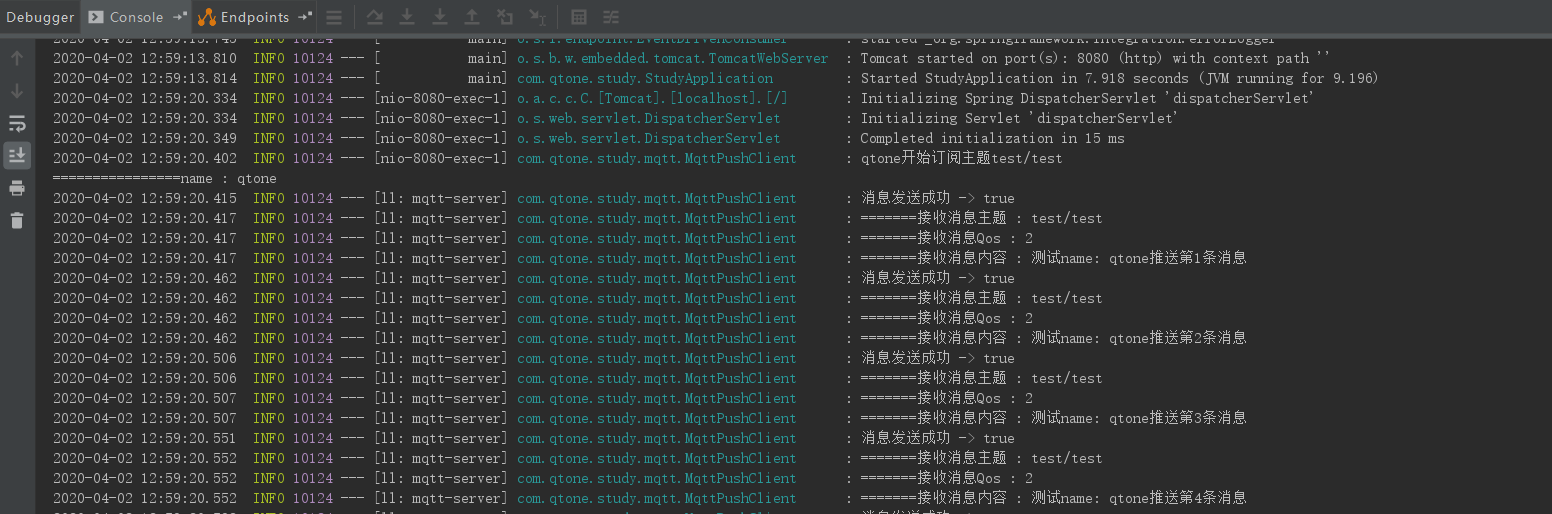 Debugger Console Endpoints
2020-04-02 12:59:13.743  INFO 10124 --- [           main] o.s.i.endpoint.EventDrivenConsumer       : started _org.springframework.integration.errorLogger
2020-04-02 12:59:13.810  INFO 10124 --- [           main] o.s.b.w.embedded.tomcat.TomcatWebServer  : Tomcat started on port(s): 8080 (http) with context path ''
2020-04-02 12:59:13.814  INFO 10124 --- [           main] com.qtone.study.StudyApplication         : Started StudyApplication in 7.918 seconds (JVM running for 9.196)
2020-04-02 12:59:20.334  INFO 10124 --- [nio-8080-exec-1] o.a.c.c.C.[Tomcat].[localhost].[/]       : Initializing Spring DispatcherServlet 'dispatcherServlet'
2020-04-02 12:59:20.334  INFO 10124 --- [nio-8080-exec-1] o.s.web.servlet.DispatcherServlet        : Initializing Servlet 'dispatcherServlet'
2020-04-02 12:59:20.349  INFO 10124 --- [nio-8080-exec-1] o.s.web.servlet.DispatcherServlet        : Completed initialization in 15 ms
2020-04-02 12:59:20.402  INFO 10124 --- [nio-8080-exec-1] com.qtone.study.mqtt.MqttPushClient      : qtone开始订阅主题test/test
================name : qtone
2020-04-02 12:59:20.415  INFO 10124 --- [ll: mqtt-server] com.qtone.study.mqtt.MqttPushClient      : 消息发送成功 -> true
2020-04-02 12:59:20.417  INFO 10124 --- [ll: mqtt-server] com.qtone.study.mqtt.MqttPushClient      : =======接收消息主题 : test/test
2020-04-02 12:59:20.417  INFO 10124 --- [ll: mqtt-server] com.qtone.study.mqtt.MqttPushClient      : =======接收消息Qos : 2
2020-04-02 12:59:20.417  INFO 10124 --- [ll: mqtt-server] com.qtone.study.mqtt.MqttPushClient      : =======接收消息内容 : 测试name: qtone推送第1条消息
2020-04-02 12:59:20.462  INFO 10124 --- [ll: mqtt-server] com.qtone.study.mqtt.MqttPushClient      : 消息发送成功 -> true
2020-04-02 12:59:20.462  INFO 10124 --- [ll: mqtt-server] com.qtone.study.mqtt.MqttPushClient      : =======接收消息主题 : test/test
2020-04-02 12:59:20.462  INFO 10124 --- [ll: mqtt-server] com.qtone.study.mqtt.MqttPushClient      : =======接收消息Qos : 2
2020-04-02 12:59:20.462  INFO 10124 --- [ll: mqtt-server] com.qtone.study.mqtt.MqttPushClient      : =======接收消息内容 : 测试name: qtone推送第2条消息
2020-04-02 12:59:20.506  INFO 10124 --- [ll: mqtt-server] com.qtone.study.mqtt.MqttPushClient      : 消息发送成功 -> true
2020-04-02 12:59:20.506  INFO 10124 --- [ll: mqtt-server] com.qtone.study.mqtt.MqttPushClient      : =======接收消息主题 : test/test
2020-04-02 12:59:20.507  INFO 10124 --- [ll: mqtt-server] com.qtone.study.mqtt.MqttPushClient      : =======接收消息Qos : 2
2020-04-02 12:59:20.507  INFO 10124 --- [ll: mqtt-server] com.qtone.study.mqtt.MqttPushClient      : =======接收消息内容 : 测试name: qtone推送第3条消息
2020-04-02 12:59:20.551  INFO 10124 --- [ll: mqtt-server] com.qtone.study.mqtt.MqttPushClient      : 消息发送成功 -> true
2020-04-02 12:59:20.552  INFO 10124 --- [ll: mqtt-server] com.qtone.study.mqtt.MqttPushClient      : =======接收消息主题 : test/test
2020-04-02 12:59:20.552  INFO 10124 --- [ll: mqtt-server] com.qtone.study.mqtt.MqttPushClient      : =======接收消息Qos : 2
2020-04-02 12:59:20.552  INFO 10124 --- [ll: mqtt-server] com.qtone.study.mqtt.MqttPushClient      : =======接收消息内容 : 测试name: qtone推送第4条消息